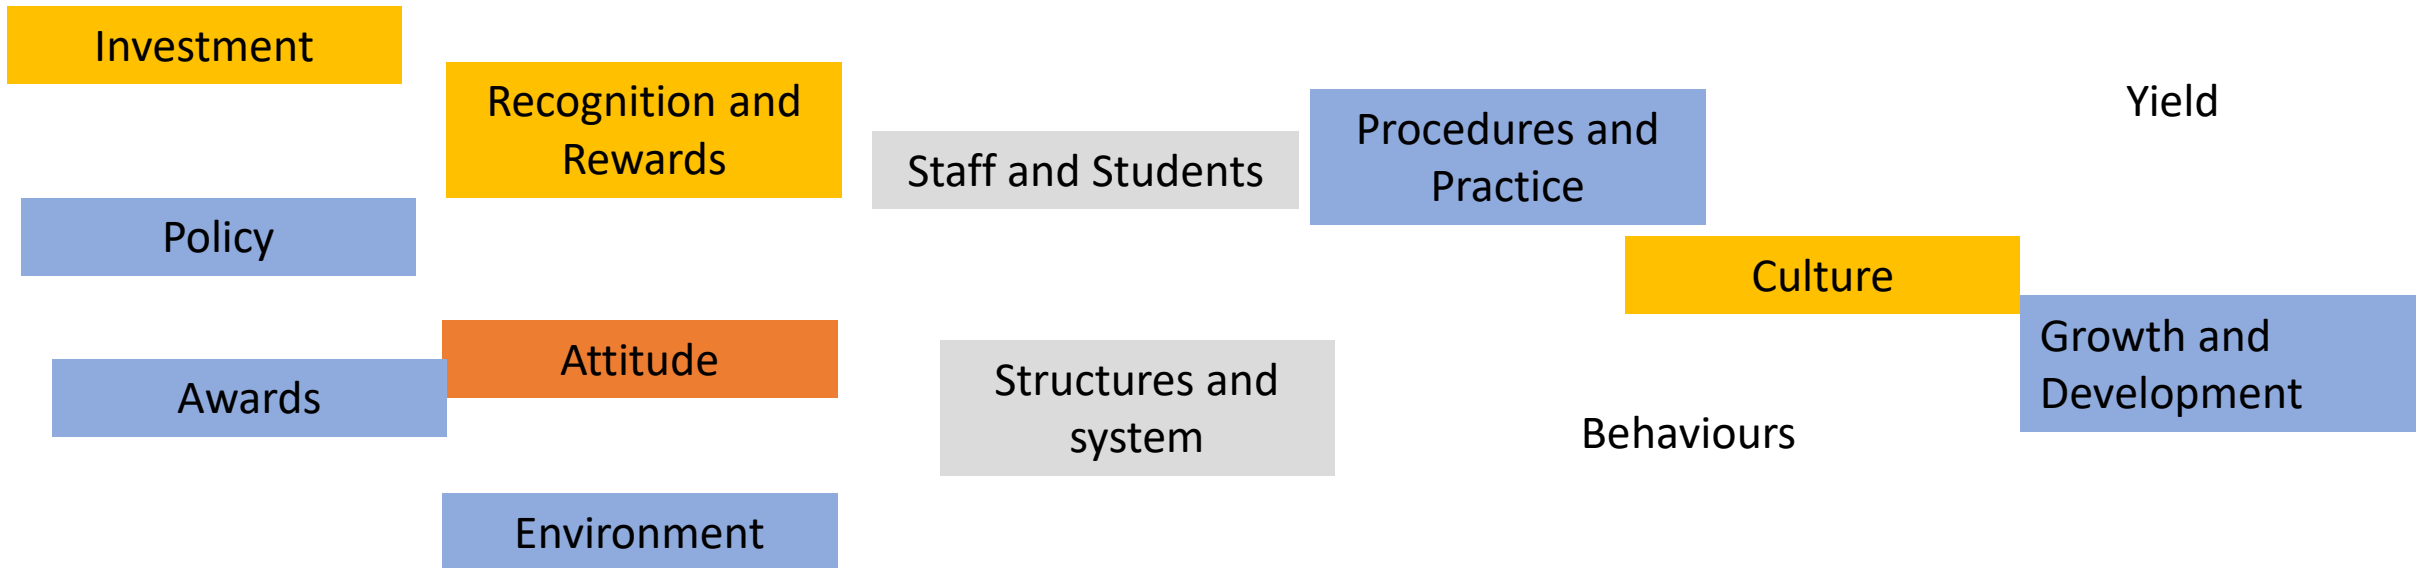 Investment
Recognition and
Rewards
Staff and Students
Procedures and
Practice
Yield
Policy
Culture
Attitude
Awards
Structures and
system
Behaviours
Growth and
Development
Environment